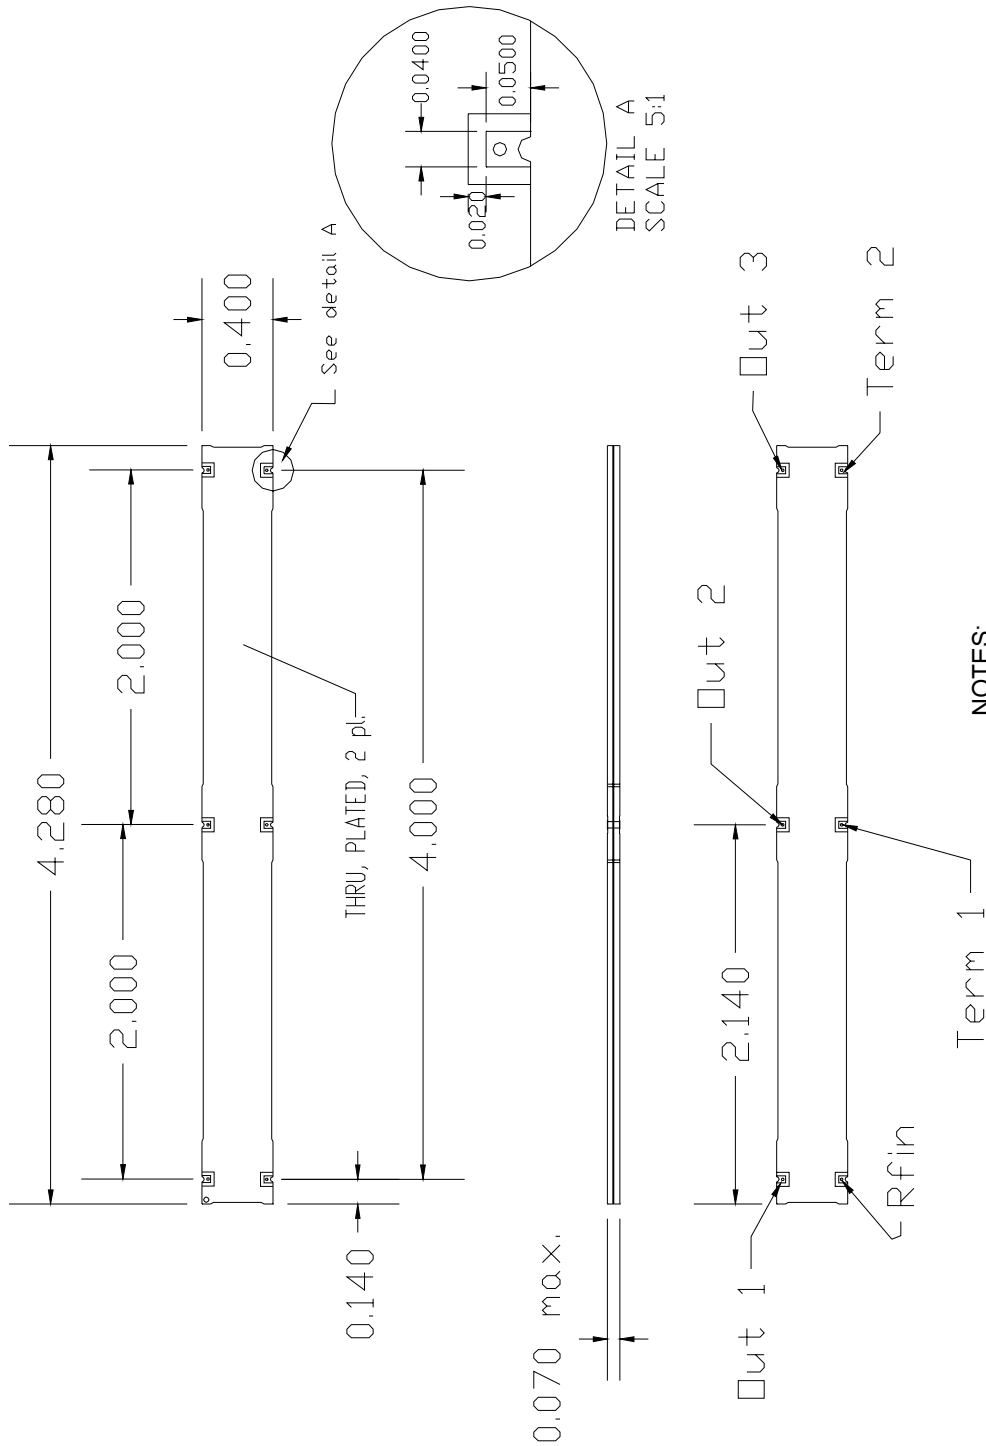 4.280
2.000
2.000
0.400
See detail A
THRU, PLATED, 2 pl.
4.000
0.140
0.0400
0.0500
0.020
DETAIL A
SCALE 5:1
0.070 max.
Out 1
Out 2
Out 3
2.140
Rfin
Term 1
Term 2
NOTES: